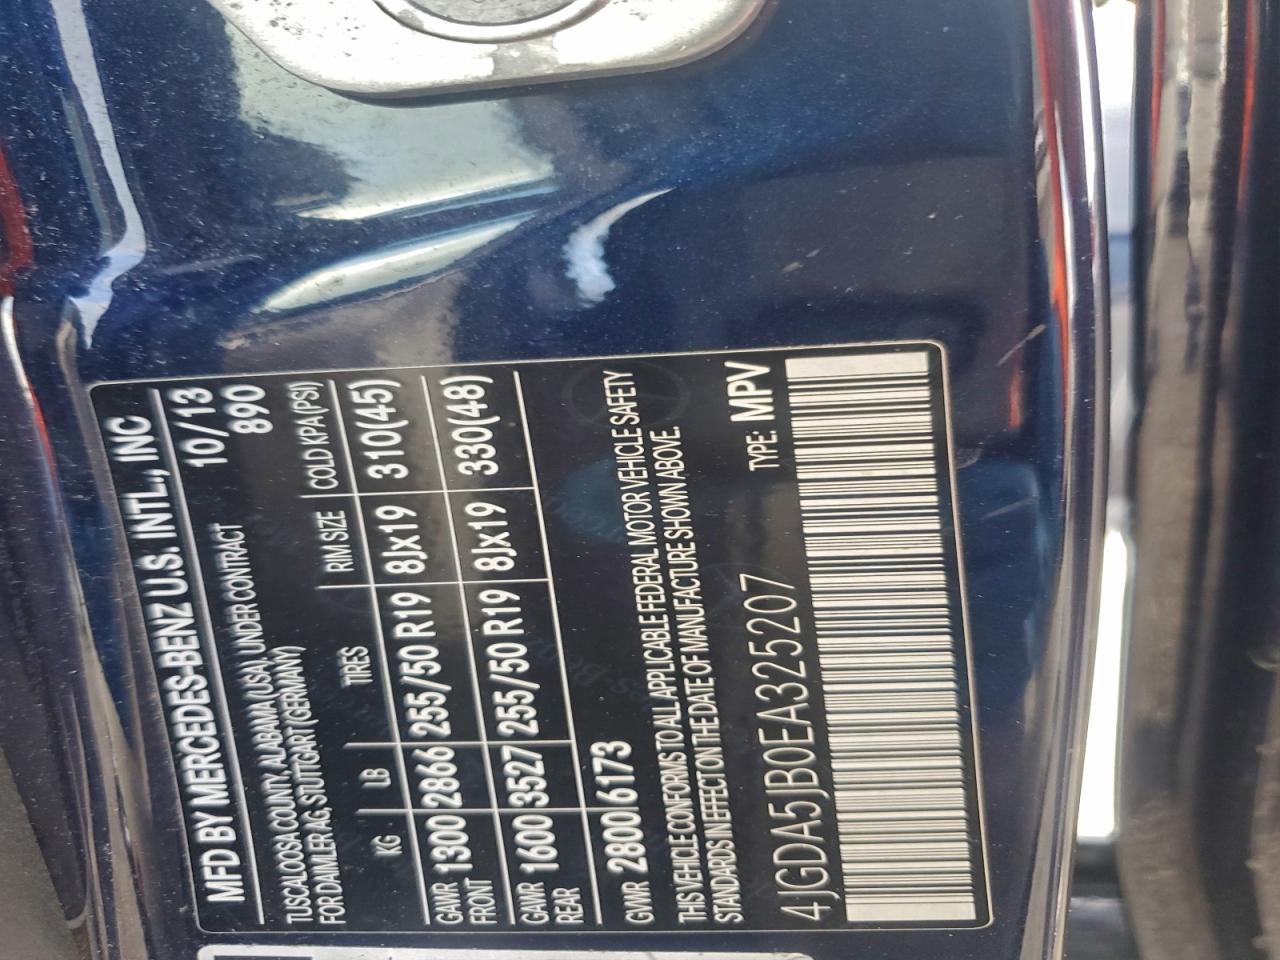 MFD BY MERCEDES-BENZ U.S. INTL., INC
TUSCALOOSA COUNTY, ALABAMA (USA) UNDER CONTRACT 10/13
FOR DAIMLER AG, STUTTGART (GERMANY) 890
KG LB TIRES RIM SIZE COLD KPA (PSI)
GAWR FRONT 1300 2866 255/50 R19 8Jx19 310(45)
GAWR REAR 1600 3527 255/50 R19 8Jx19 330(48)
GVWR 2800 6173
THIS VEHICLE CONFORMS TO ALL APPLICABLE FEDERAL MOTOR VEHICLE SAFETY
STANDARDS IN EFFECT ON THE DATE OF MANUFACTURE SHOWN ABOVE.
4JGDA5JB0EA325207 TYPE: MPV